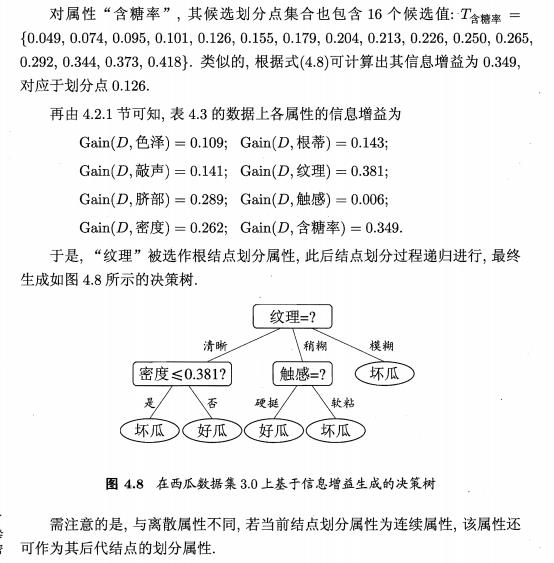 对属性“含糖率”, 其候选划分点集合也包含 16 个候选值: T含糖率 =
{0.049, 0.074, 0.095, 0.101, 0.126, 0.155, 0.179, 0.204, 0.213, 0.226, 0.250, 0.265,
0.292, 0.344, 0.373, 0.418}. 类似的, 根据式(4.8)可计算出其信息增益为 0.349,
对应于划分点 0.126.
再由 4.2.1 节可知, 表 4.3 的数据上各属性的信息增益为
Gain(D, 色泽) = 0.109; Gain(D, 根蒂) = 0.143;
Gain(D, 敲声) = 0.141; Gain(D, 纹理) = 0.381;
Gain(D, 脐部) = 0.289; Gain(D, 触感) = 0.006;
Gain(D, 密度) = 0.262; Gain(D, 含糖率) = 0.349.
于是, “纹理”被选作根结点划分属性, 此后结点划分过程递归进行, 最终
生成如图 4.8 所示的决策树.
纹理=?
清晰 稍糊 模糊
密度≤0.381? 触感=? 坏瓜
是 否 硬挺 软粘
坏瓜 好瓜 好瓜 坏瓜
图 4.8 在西瓜数据集 3.0 上基于信息增益生成的决策树
需注意的是, 与离散属性不同, 若当前结点划分属性为连续属性, 该属性还
可作为其后代结点的划分属性.